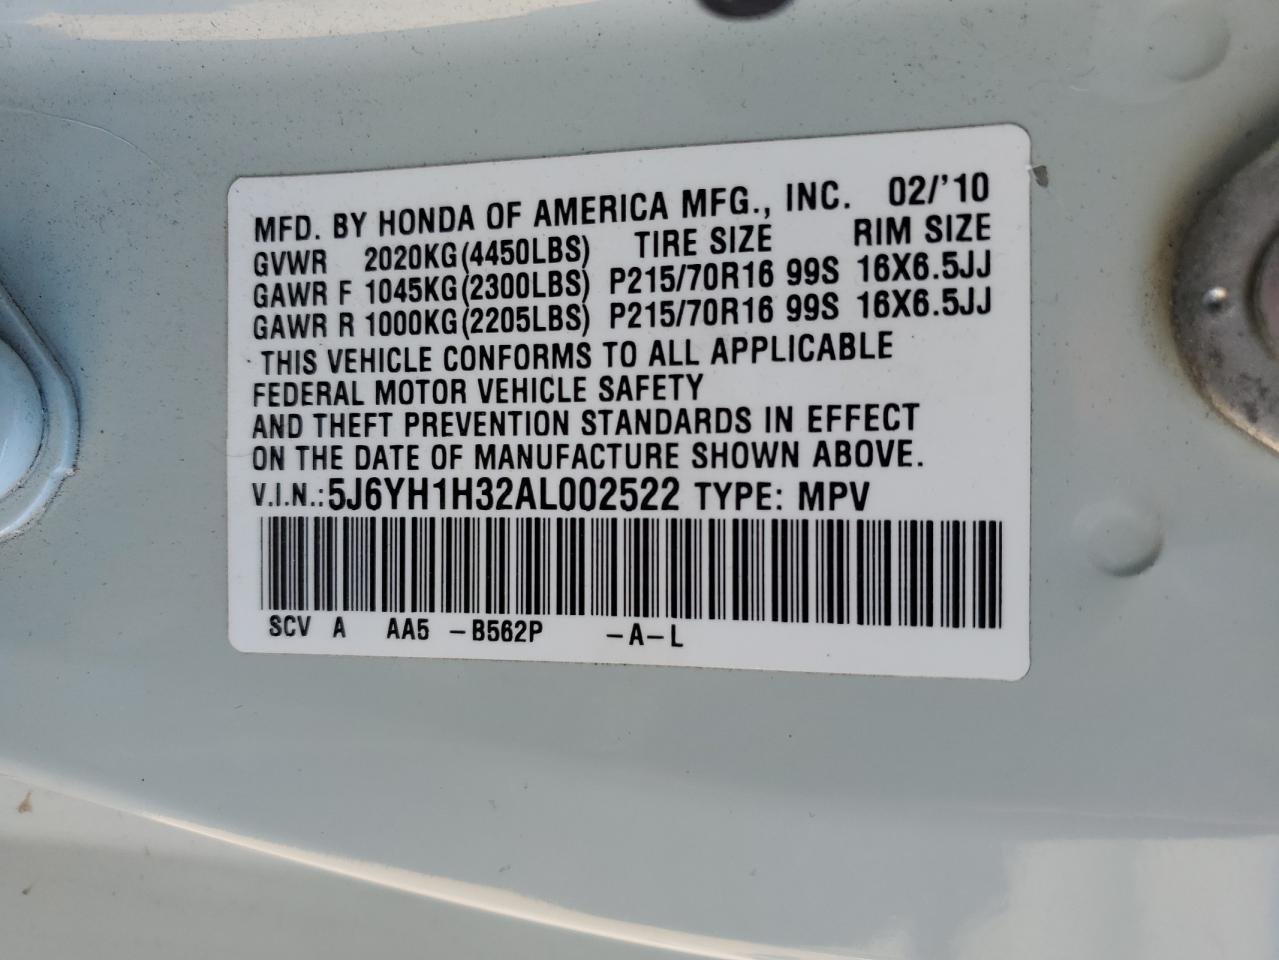 MFD. BY HONDA OF AMERICA MFG., INC. 02/'10
GVWR 2020KG(4450LBS) TIRE SIZE RIM SIZE
GAWR F 1045KG(2300LBS) P215/70R16 99S 16X6.5JJ
GAWR R 1000KG(2205LBS) P215/70R16 99S 16X6.5JJ
THIS VEHICLE CONFORMS TO ALL APPLICABLE
FEDERAL MOTOR VEHICLE SAFETY
AND THEFT PREVENTION STANDARDS IN EFFECT
ON THE DATE OF MANUFACTURE SHOWN ABOVE.
V.I.N.: 5J6YH1H32AL002522 TYPE: MPV
SCV A AA5 -B562P -A-L